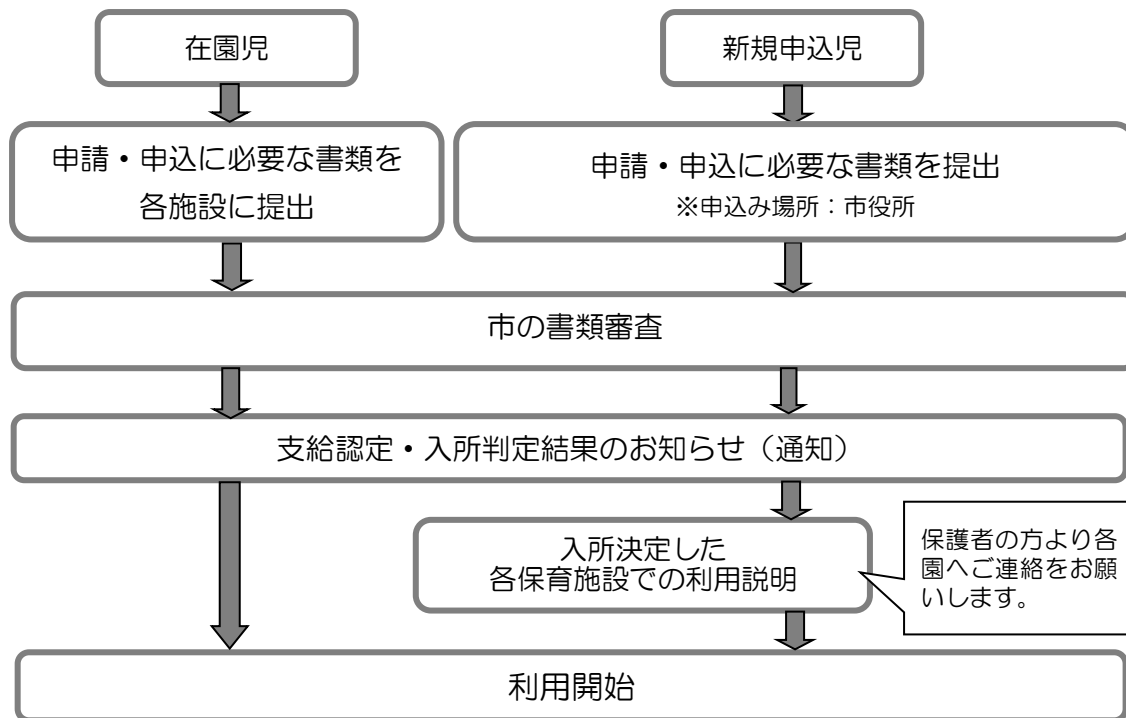 在園児
新規申込児
申請・申込に必要な書類を
各施設に提出
申請・申込に必要な書類を提出
※申込み場所：市役所
市の書類審査
支給認定・入所判定結果のお知らせ（通知）
入所決定した
各保育施設での利用説明
保護者の方より各
園へご連絡をお願
いします。
利用開始